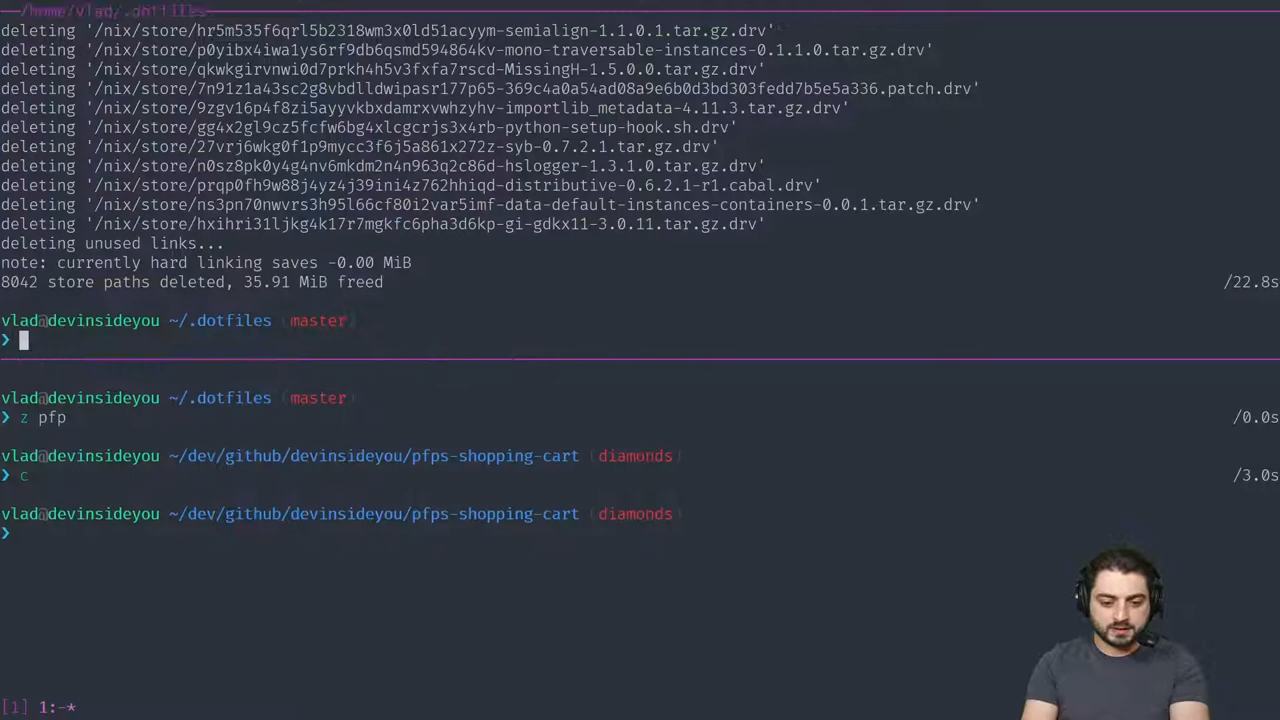 /home/vlad/.dotfiles
deleting '/nix/store/hr5m535f6qrl5b2318wm3x0ld51acyym-semialign-1.1.0.1.tar.gz.drv'
deleting '/nix/store/p0yibx4iwa1ys6rf9db6qsmd594864kv-mono-traversable-instances-0.1.1.0.tar.gz.drv'
deleting '/nix/store/qkwkgirvnwi0d7prkh4h5v3fxfa7rscd-MissingH-1.5.0.0.tar.gz.drv'
deleting '/nix/store/7n91z1a43sc2g8vbdlldwipasr177p65-369c4a0a54ad08a9e6b0d3bd303fedd7b5e5a336.patch.drv'
deleting '/nix/store/9zgv16p4f8zi5ayyvkbxdamrxvwhzyhv-importlib_metadata-4.11.3.tar.gz.drv'
deleting '/nix/store/gg4x2gl9cz5fcfw6bg4xlcgcrjs3x4rb-python-setup-hook.sh.drv'
deleting '/nix/store/27vrj6wkg0f1p9mycc3f6j5a861x272z-syb-0.7.2.1.tar.gz.drv'
deleting '/nix/store/n0sz8pk0y4g4nv6mkdm2n4n963q2c86d-hslogger-1.3.1.0.tar.gz.drv'
deleting '/nix/store/prqp0fh9w88j4yz4j39ini4z762hhiqd-distributive-0.6.2.1-r1.cabal.drv'
deleting '/nix/store/ns3pn70nwvrs3h95l66cf80i2var5imf-data-default-instances-containers-0.0.1.tar.gz.drv'
deleting '/nix/store/hxihri31ljkg4k17r7mgkfc6pha3d6kp-gi-gdkx11-3.0.11.tar.gz.drv'
deleting unused links...
note: currently hard linking saves -0.00 MiB
8042 store paths deleted, 35.91 MiB freed /22.8s
vlad@devinsideyou ~/.dotfiles (master)
❯
vlad@devinsideyou ~/.dotfiles (master)
❯ z pfp /0.0s
vlad@devinsideyou ~/dev/github/devinsideyou/pfps-shopping-cart (diamonds)
❯ c /3.0s
vlad@devinsideyou ~/dev/github/devinsideyou/pfps-shopping-cart (diamonds)
❯
[1] 1:-*